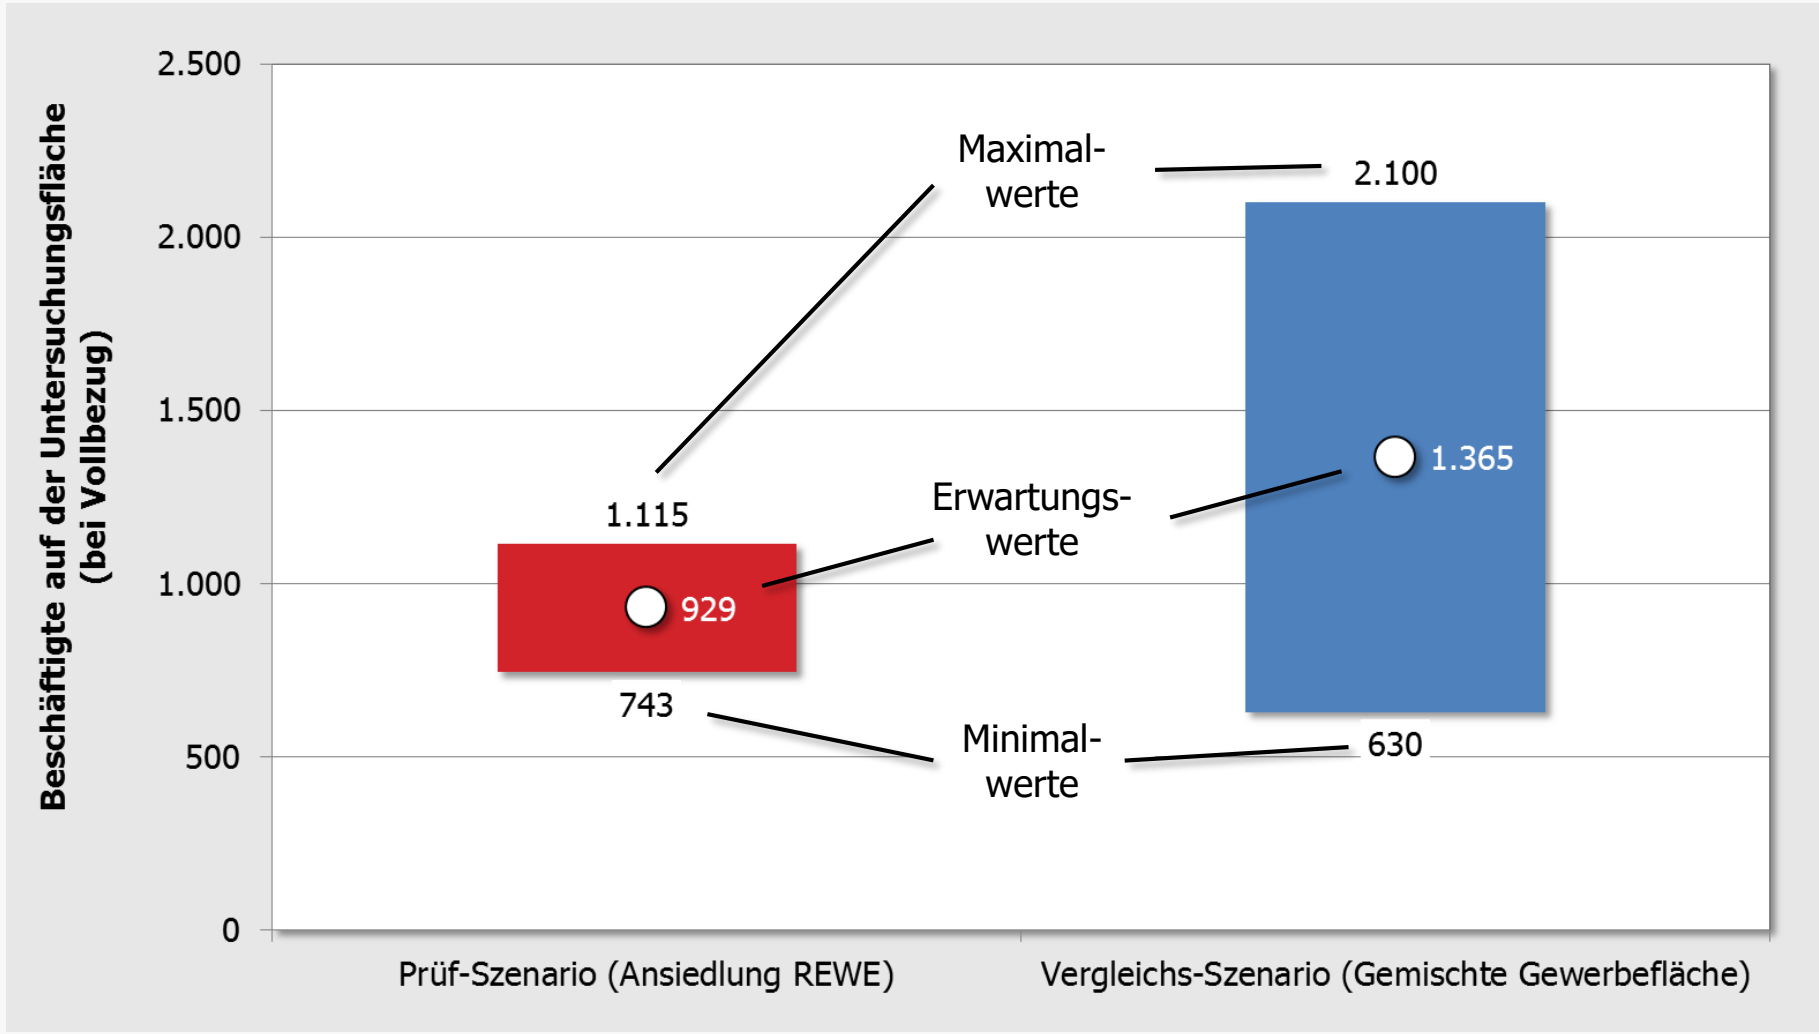 Beschäftigte auf der Untersuchungsfläche
(bei Vollbezug)
2.500
2.000
1.500
1.000
500
0
Maximal-
werte
2.100
1.115
Erwartungs-
werte
1.365
929
743
Minimal-
werte
630
Prüf-Szenario (Ansiedlung REWE)
Vergleichs-Szenario (Gemischte Gewerbefläche)